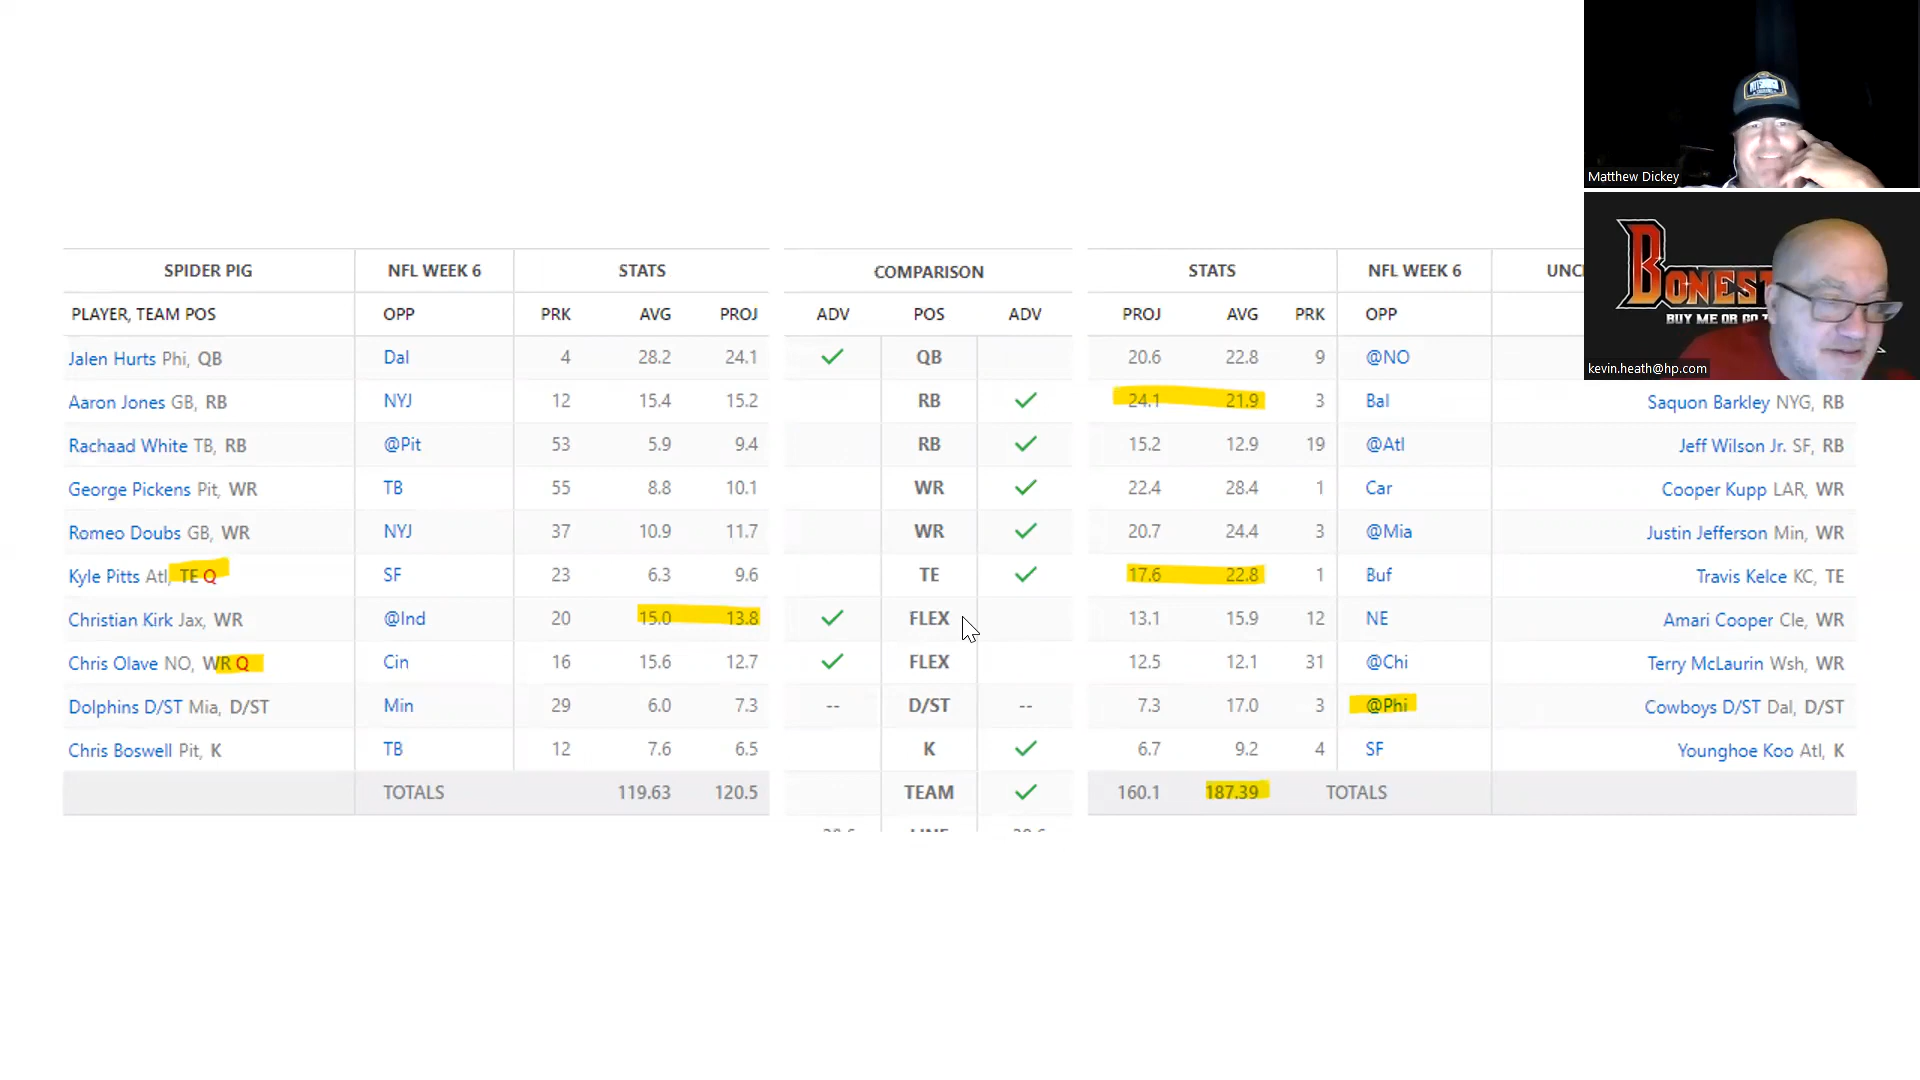 Matthew Dickey
BONES
BUY ME OR GO
kevin.heath@hp.com
SPIDER PIG NFL WEEK 6 STATS COMPARISON STATS NFL WEEK 6
PLAYER, TEAM POS OPP PRK AVG PROJ ADV POS ADV PROJ AVG PRK OPP
Jalen Hurts Phi, QB Dal 4 28.2 24.1 ✓ QB 20.6 22.8 9 @NO
Aaron Jones GB, RB NYJ 12 15.4 15.2 RB ✓ 24.1 21.9 3 Bal Saquon Barkley NYG, RB
Rachaad White TB, RB @Pit 53 5.9 9.4 RB ✓ 15.2 12.9 19 @Atl Jeff Wilson Jr. SF, RB
George Pickens Pit, WR TB 55 8.8 10.1 WR ✓ 22.4 28.4 1 Car Cooper Kupp LAR, WR
Romeo Doubs GB, WR NYJ 37 10.9 11.7 WR ✓ 20.7 24.4 3 @Mia Justin Jefferson Min, WR
Kyle Pitts Atl, TE Q SF 23 6.3 9.6 TE ✓ 17.6 22.8 1 Buf Travis Kelce KC, TE
Christian Kirk Jax, WR @Ind 20 15.0 13.8 ✓ FLEX 13.1 15.9 12 NE Amari Cooper Cle, WR
Chris Olave NO, WR Q Cin 16 15.6 12.7 ✓ FLEX 12.5 12.1 31 @Chi Terry McLaurin Wsh, WR
Dolphins D/ST Mia, D/ST Min 29 6.0 7.3 -- D/ST -- 7.3 17.0 3 @Phi Cowboys D/ST Dal, D/ST
Chris Boswell Pit, K TB 12 7.6 6.5 K ✓ 6.7 9.2 4 SF Younghoe Koo Atl, K
TOTALS 119.63 120.5 TEAM ✓ 160.1 187.39 TOTALS